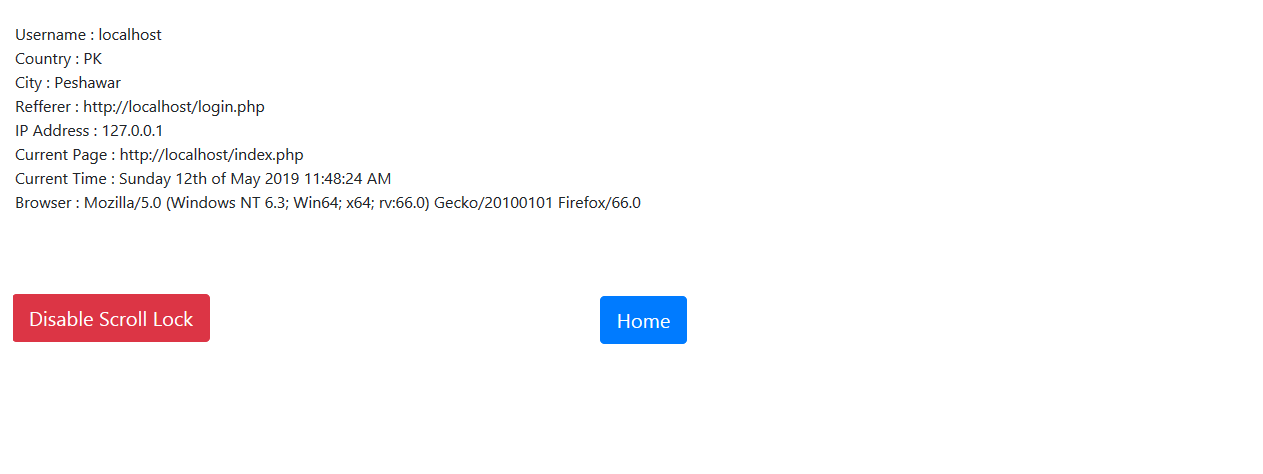 Username : localhost
Country : PK
City : Peshawar
Refferer : http://localhost/login.php
IP Address : 127.0.0.1
Current Page : http://localhost/index.php
Current Time : Sunday 12th of May 2019 11:48:24 AM
Browser : Mozilla/5.0 (Windows NT 6.3; Win64; x64; rv:66.0) Gecko/20100101 Firefox/66.0
Disable Scroll Lock
Home